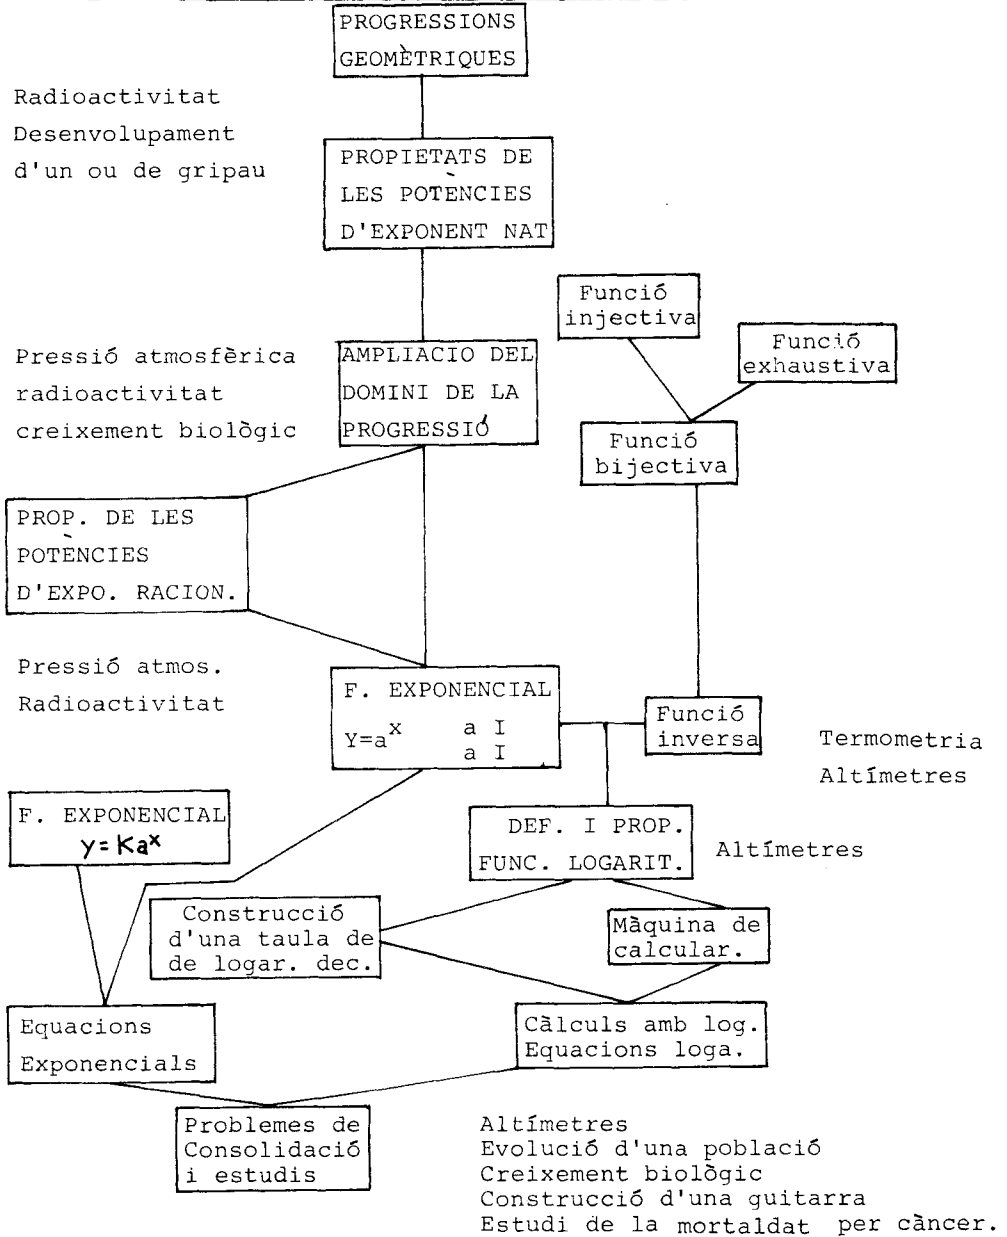 PROGRESSIONS
GEOMÈTRIQUES
Radioactivitat
Desenvolupament
d'un ou de gripau
PROPIETATS DE
LES POTÈNCIES
D'EXPONENT NAT
Funció
injectiva
Funció
exhaustiva
Pressió atmosfèrica
radioactivitat
creixement biològic
AMPLIACIO DEL
DOMINI DE LA
PROGRESSIÓ
Funció
bijectiva
PROP. DE LES
POTÈNCIES
D'EXPO. RACION.
Pressió atmos.
Radioactivitat
F. EXPONENCIAL
Y=a^x a I
a I
Funció
inversa
Termometria
Altímetres
F. EXPONENCIAL
y=Ka^x
DEF. I PROP.
FUNC. LOGARIT.
Altímetres
Construcció
d'una taula de
de logar. dec.
Màquina de
calcular.
Equacions
Exponencials
Càlculs amb log.
Equacions loga.
Problemes de
Consolidació
i estudis
Altímetres
Evolució d'una població
Creixement biològic
Construcció d'una guitarra
Estudi de la mortaldat per càncer.